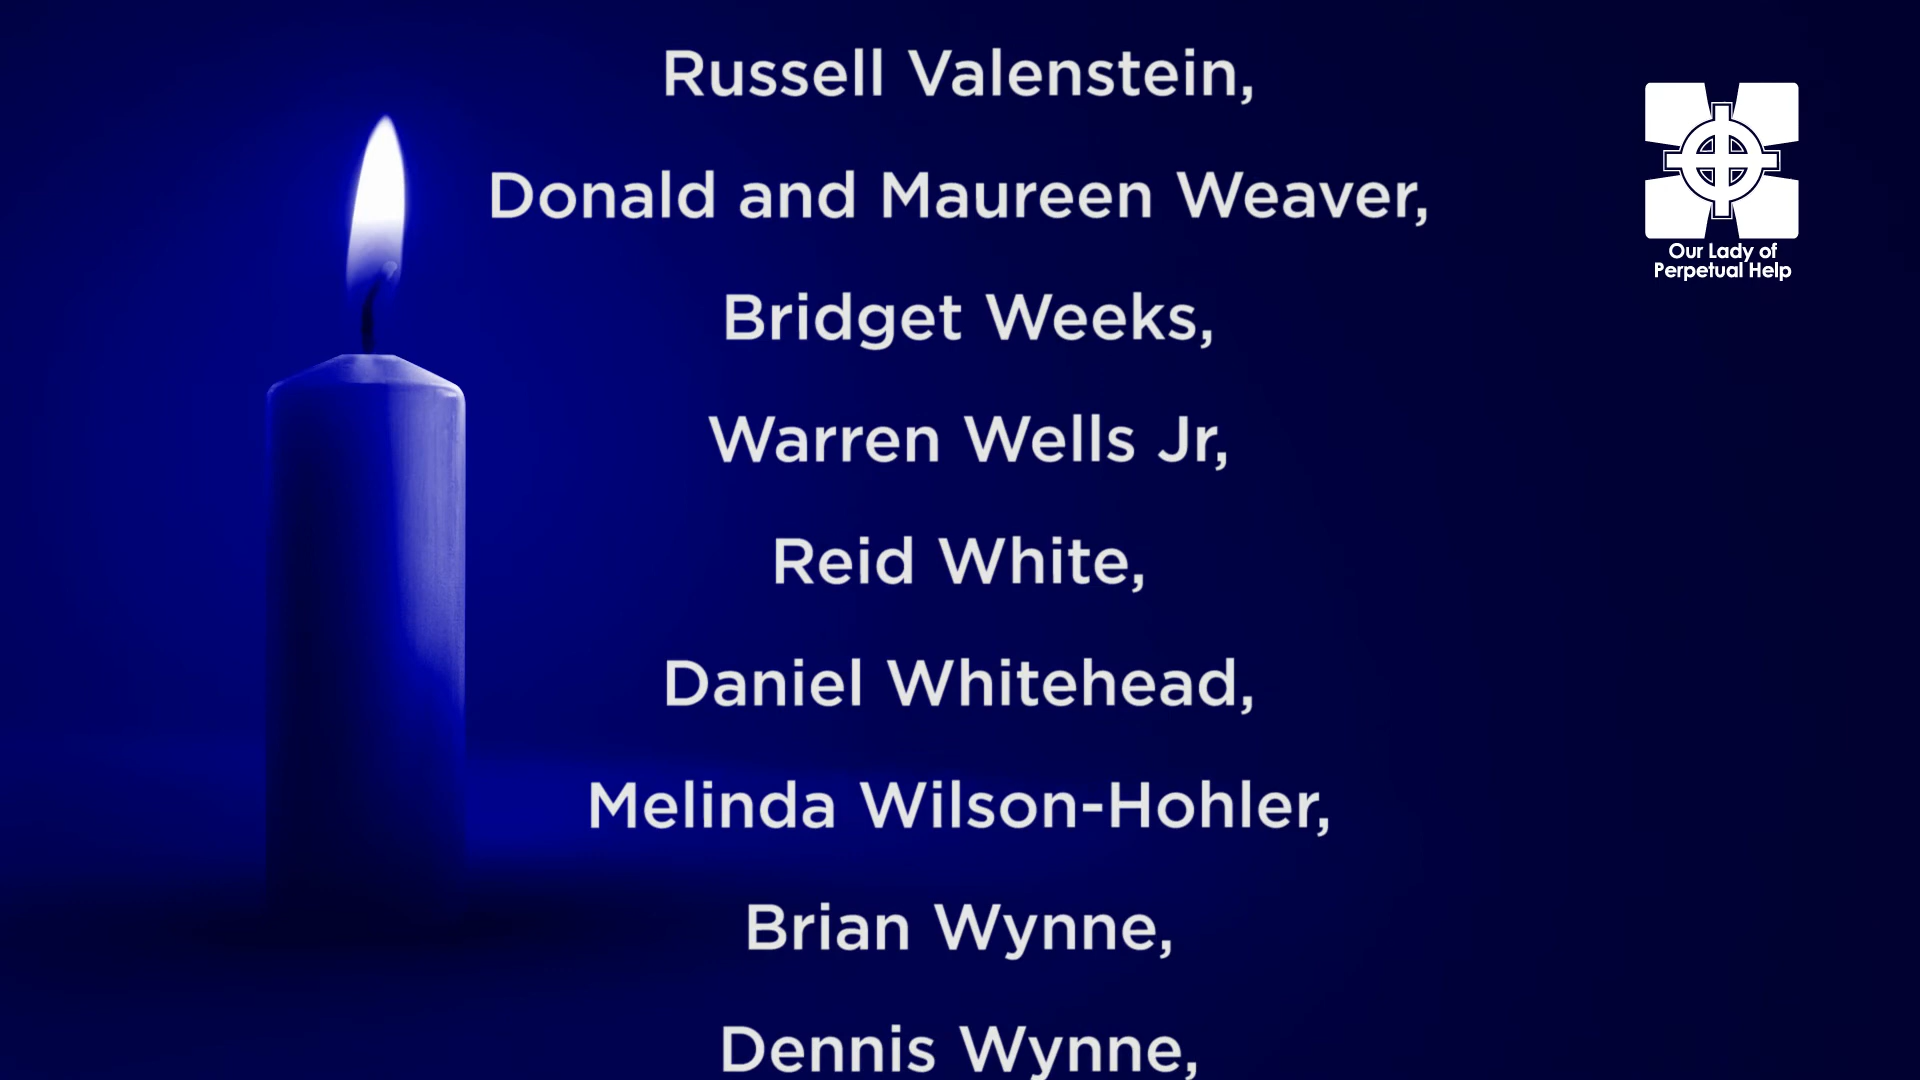 Russell Valenstein,
Donald and Maureen Weaver,
Bridget Weeks,
Warren Wells Jr,
Reid White,
Daniel Whitehead,
Melinda Wilson-Hohler,
Brian Wynne,
Dennis Wynne,
Our Lady of
Perpetual Help